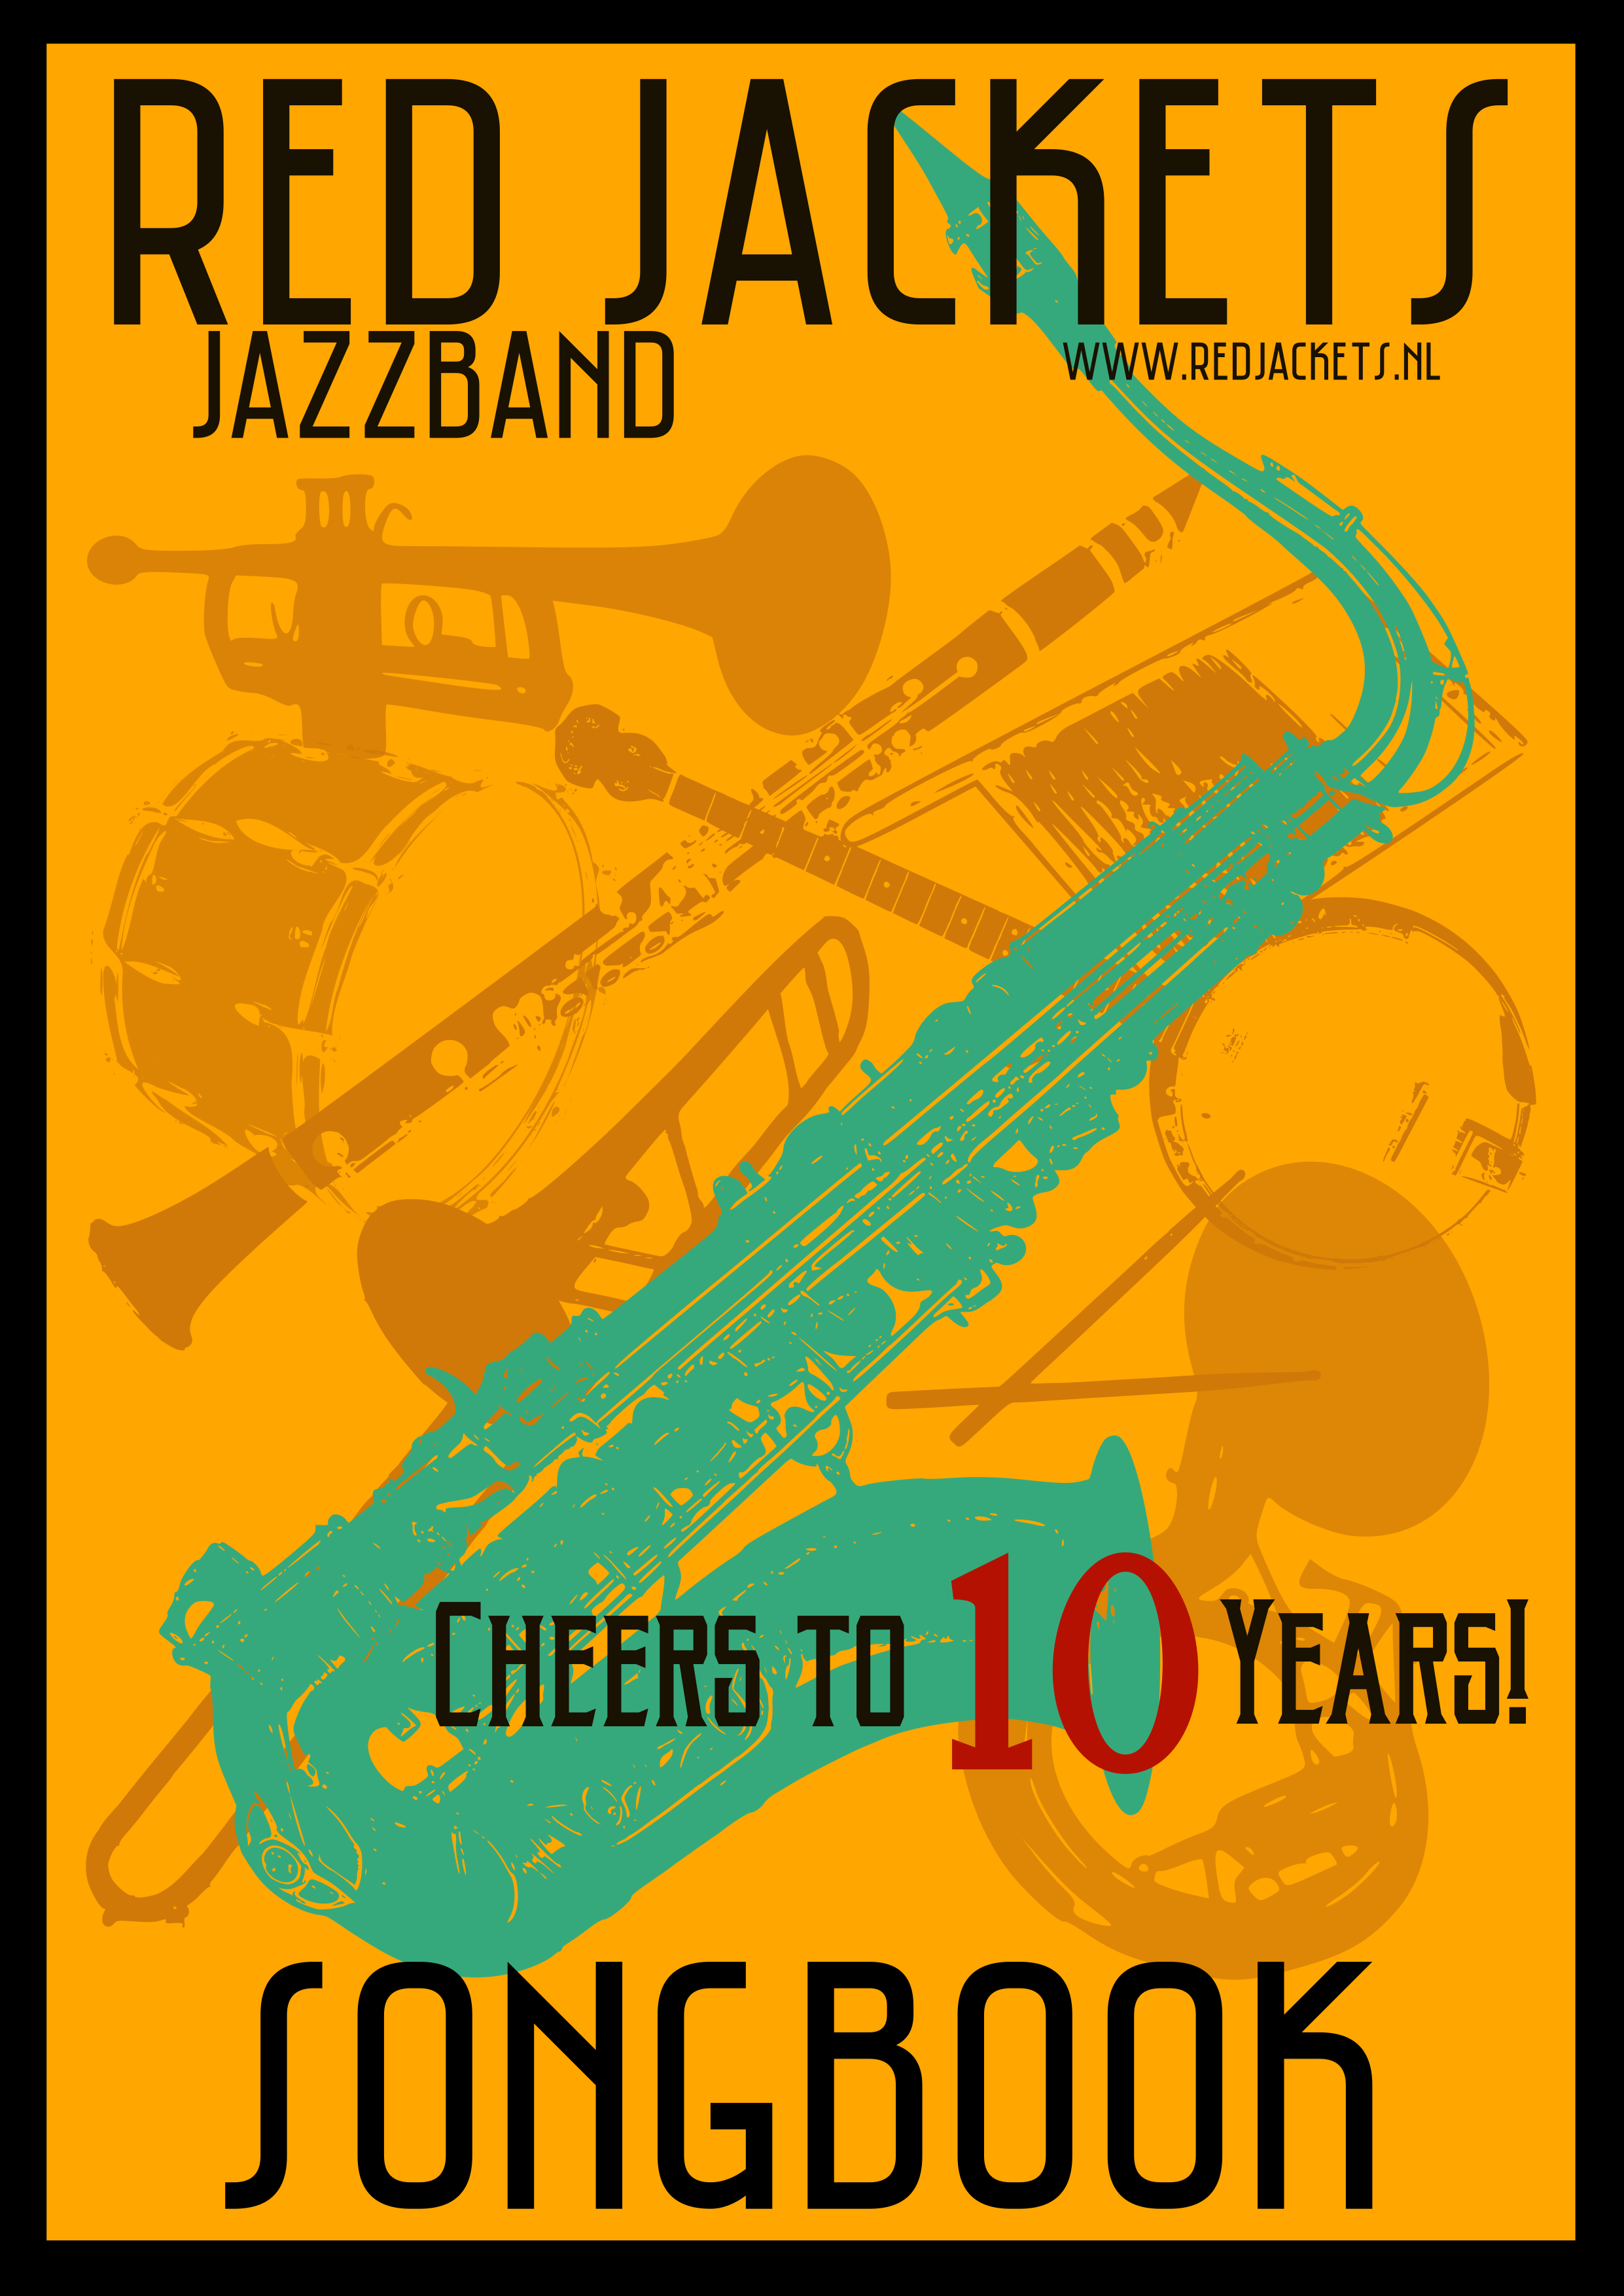 RED JACKETS
JAZZBAND
WWW.REDJACKETS.NL
CHEERS TO 10 YEARS!
SONGBOOK